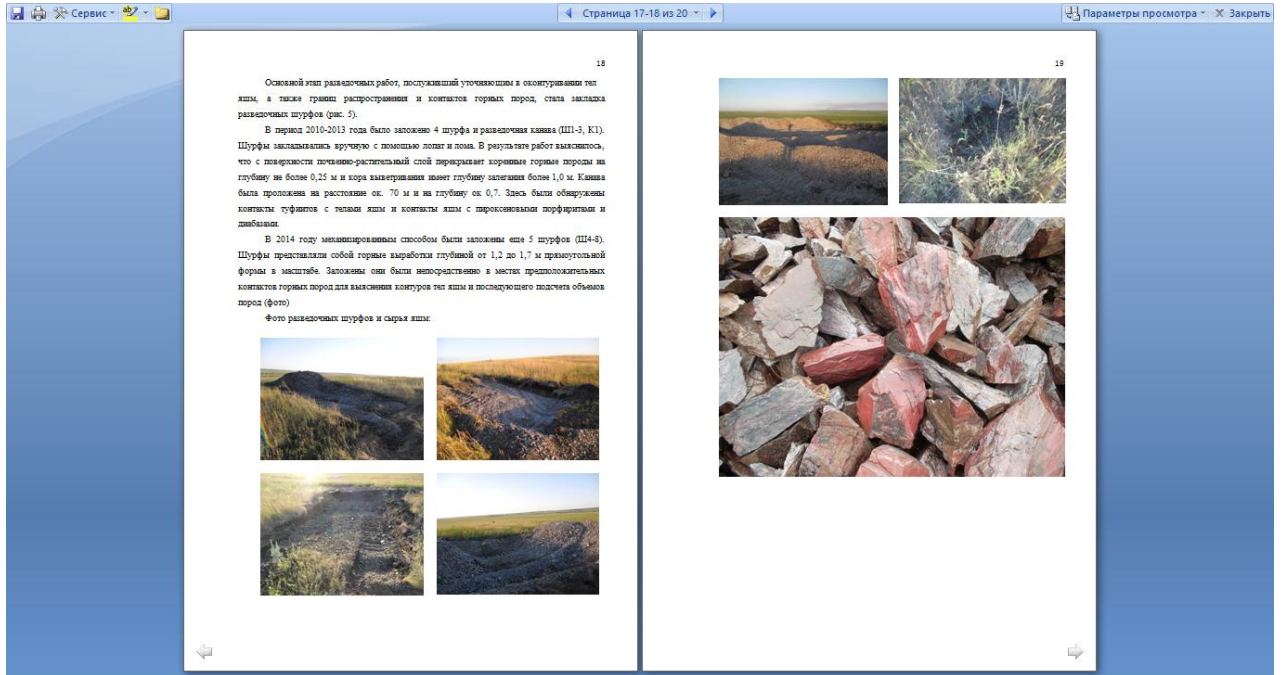 Сервис
Страница 17-18 из 20
Параметры просмотра
Закрыть
18
Основной этап разведочных работ, послуживший уточняющим в оконтуривании тел
яшм, а также границ распространения и контактов горных пород, стала закладка
разведочных шурфов (рис. 5).
В период 2010-2013 года было заложено 4 шурфа и разведочная канава (Ш1-3, К1).
Шурфы закладывались вручную с помощью лопат и лома. В результате работ выяснилось,
что с поверхности почвенно-растительный слой перекрывает коренные горные породы на
глубину не более 0,25 м и кора выветривания имеет глубину залегания более 1,0 м. Канава
была проложена на расстояние ок. 70 м и на глубину ок 0,7. Здесь были обнаружены
контакты туфиитов с телами яшм и контакты яшм с пироксеновыми порфиритами и
диабазами.
В 2014 году механизированным способом были заложены еще 5 шурфов (Ш4-8).
Шурфы представляли собой горные выработки глубиной от 1,2 до 1,7 м прямоугольной
формы в масштабе. Заложены они были непосредственно в местах предположительных
контактов горных пород для выяснения контуров тел яшм и последующего подсчета объемов
пород (фото)
Фото разведочных шурфов и сырья яшм:
19